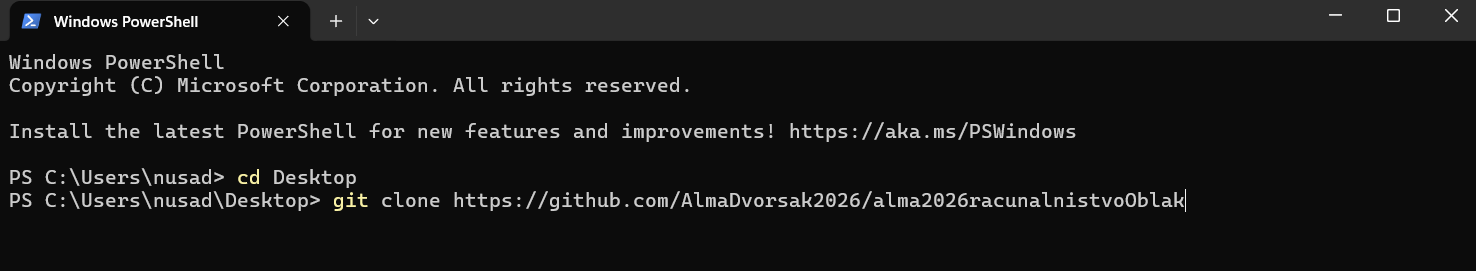 Windows PowerShell
Windows PowerShell
Copyright (C) Microsoft Corporation. All rights reserved.
Install the latest PowerShell for new features and improvements! https://aka.ms/PSWindows
PS C:\Users\nusad> cd Desktop
PS C:\Users\nusad\Desktop> git clone https://github.com/AlmaDvorsak2026/alma2026racunalnistvoOblak